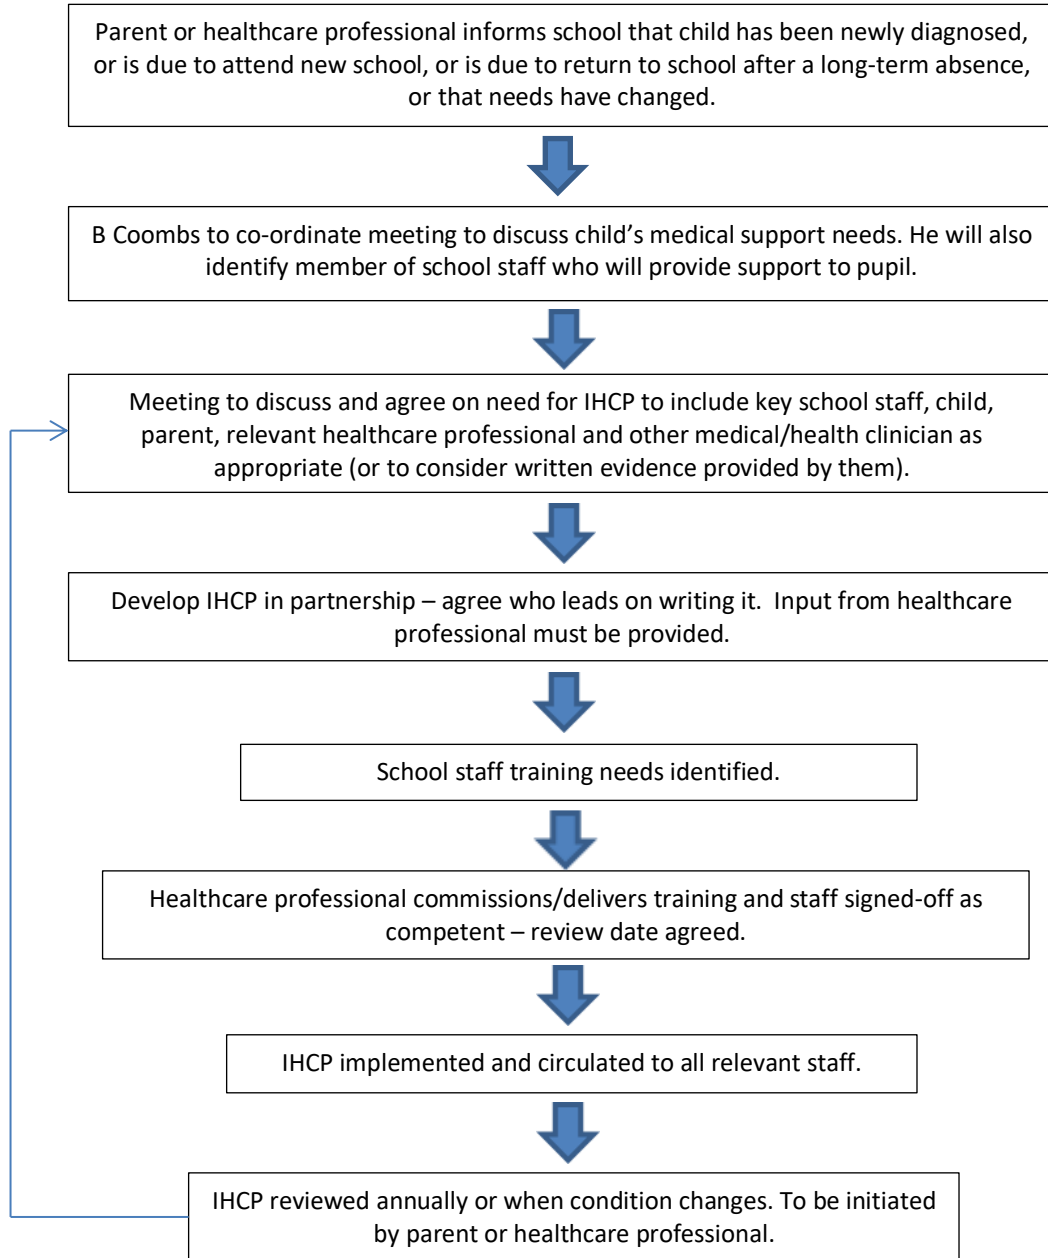 Parent or healthcare professional informs school that child has been newly diagnosed,
or is due to attend new school, or is due to return to school after a long-term absence,
or that needs have changed.
B Coombs to co-ordinate meeting to discuss child’s medical support needs. He will also
identify member of school staff who will provide support to pupil.
Meeting to discuss and agree on need for IHCP to include key school staff, child,
parent, relevant healthcare professional and other medical/health clinician as
appropriate (or to consider written evidence provided by them).
Develop IHCP in partnership – agree who leads on writing it.  Input from healthcare
professional must be provided.
School staff training needs identified.
Healthcare professional commissions/delivers training and staff signed-off as
competent – review date agreed.
IHCP implemented and circulated to all relevant staff.
IHCP reviewed annually or when condition changes. To be initiated
by parent or healthcare professional.